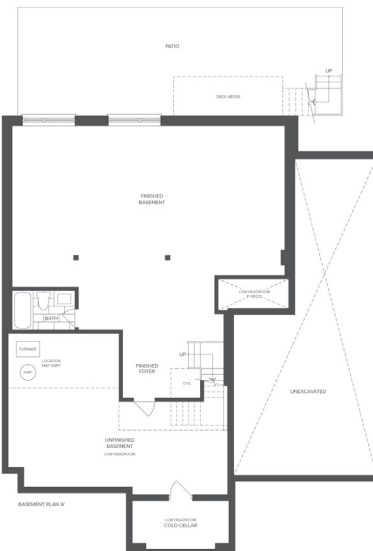 PATIO
UP
DECK ABOVE
FINISHED
BASEMENT
LOW HEADROOM
BATH
FURNACE
LOCATION
MAY VARY
HWT
UP
FINISHED
FOYER
UNEXCAVATED
UNFINISHED
BASEMENT
LOW HEADROOM
BASEMENT PLAN W
LOW HEADROOM
COLD CELLAR